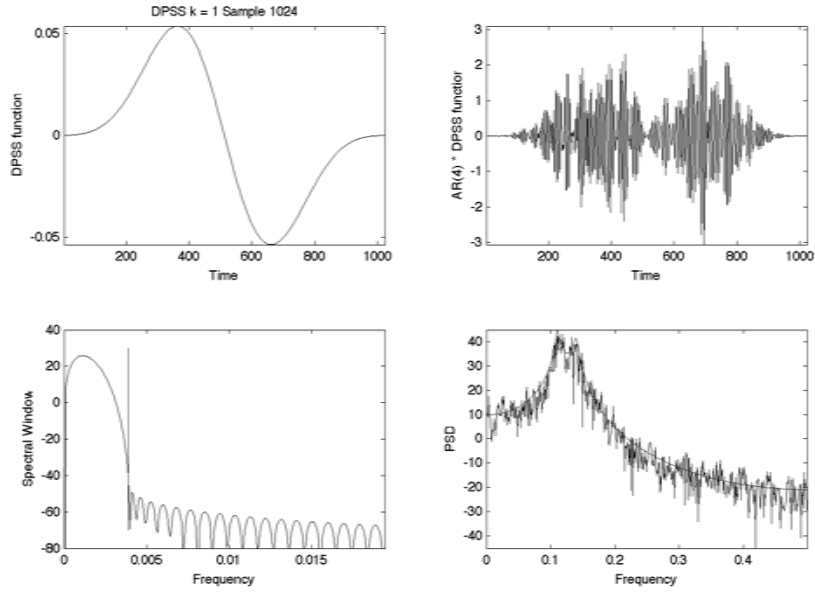 DPSS k = 1 Sample 1024
0.05
0
-0.05
DPSS function
200 400 600 800 1000
Time
3
2
1
0
-1
-2
-3
AR(4) * DPSS function
200 400 600 800 1000
Time
40
20
0
-20
-40
-60
-80
Spectral Window
0 0.005 0.01 0.015
Frequency
40
30
20
10
0
-10
-20
-30
-40
PSD
0 0.1 0.2 0.3 0.4
Frequency